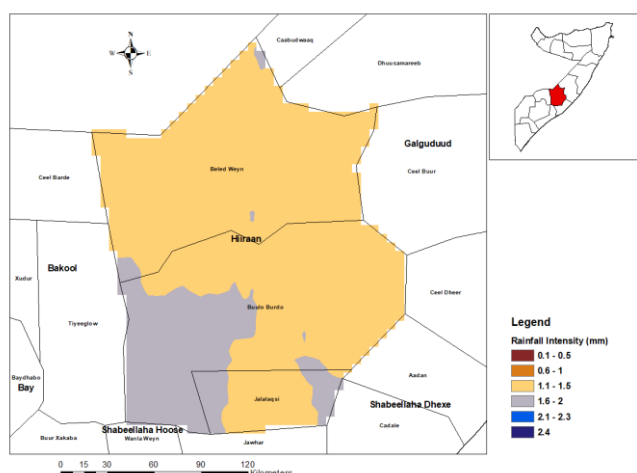 N
W E
S
Caabudwaaq
Dhuusamareeb
Galguduud
Ceel Barde
Beled Weyn
Ceel Buur
Hiiraan
Bakool
Xudur
Tiyeeglow
Bualo Burdo
Ceel Dheer
Baydhabo
Bay
Jalalaqsi
Aadan
Shabeellaha Hoose
Shabeellaha Dhexe
Buur Xakaba
Wanla Weyn
Jawhar
Cadale
0 15 30 60 90 120
Kilometers
Legend
Rainfall Intensity (mm)
0.1 - 0.5
0.6 - 1
1.1 - 1.5
1.6 - 2
2.1 - 2.3
2.4